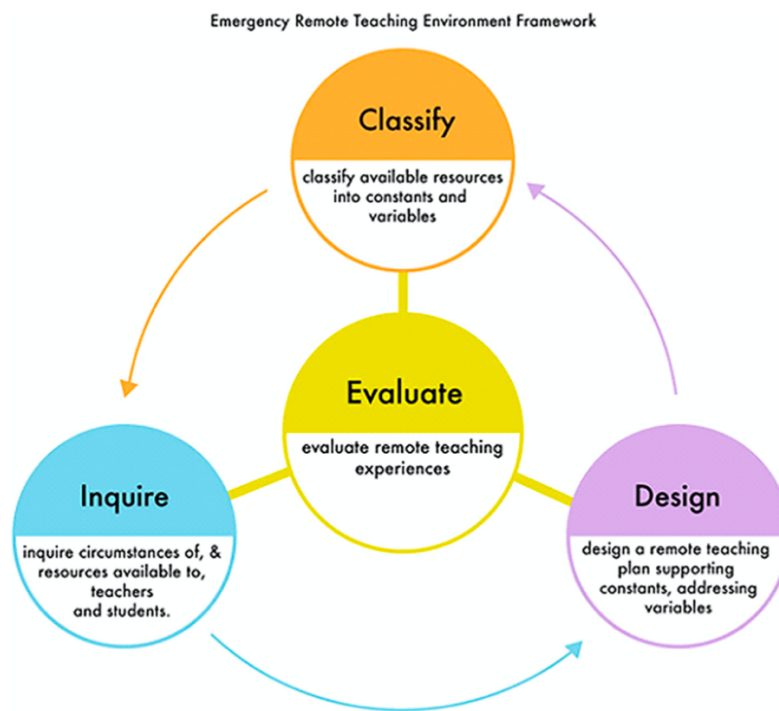 Emergency Remote Teaching Environment Framework
Classify
classify available resources
into constants and
variables
Evaluate
evaluate remote teaching
experiences
Inquire
inquire circumstances of, &
resources available to,
teachers
and students.
Design
design a remote teaching
plan supporting
constants, addressing
variables